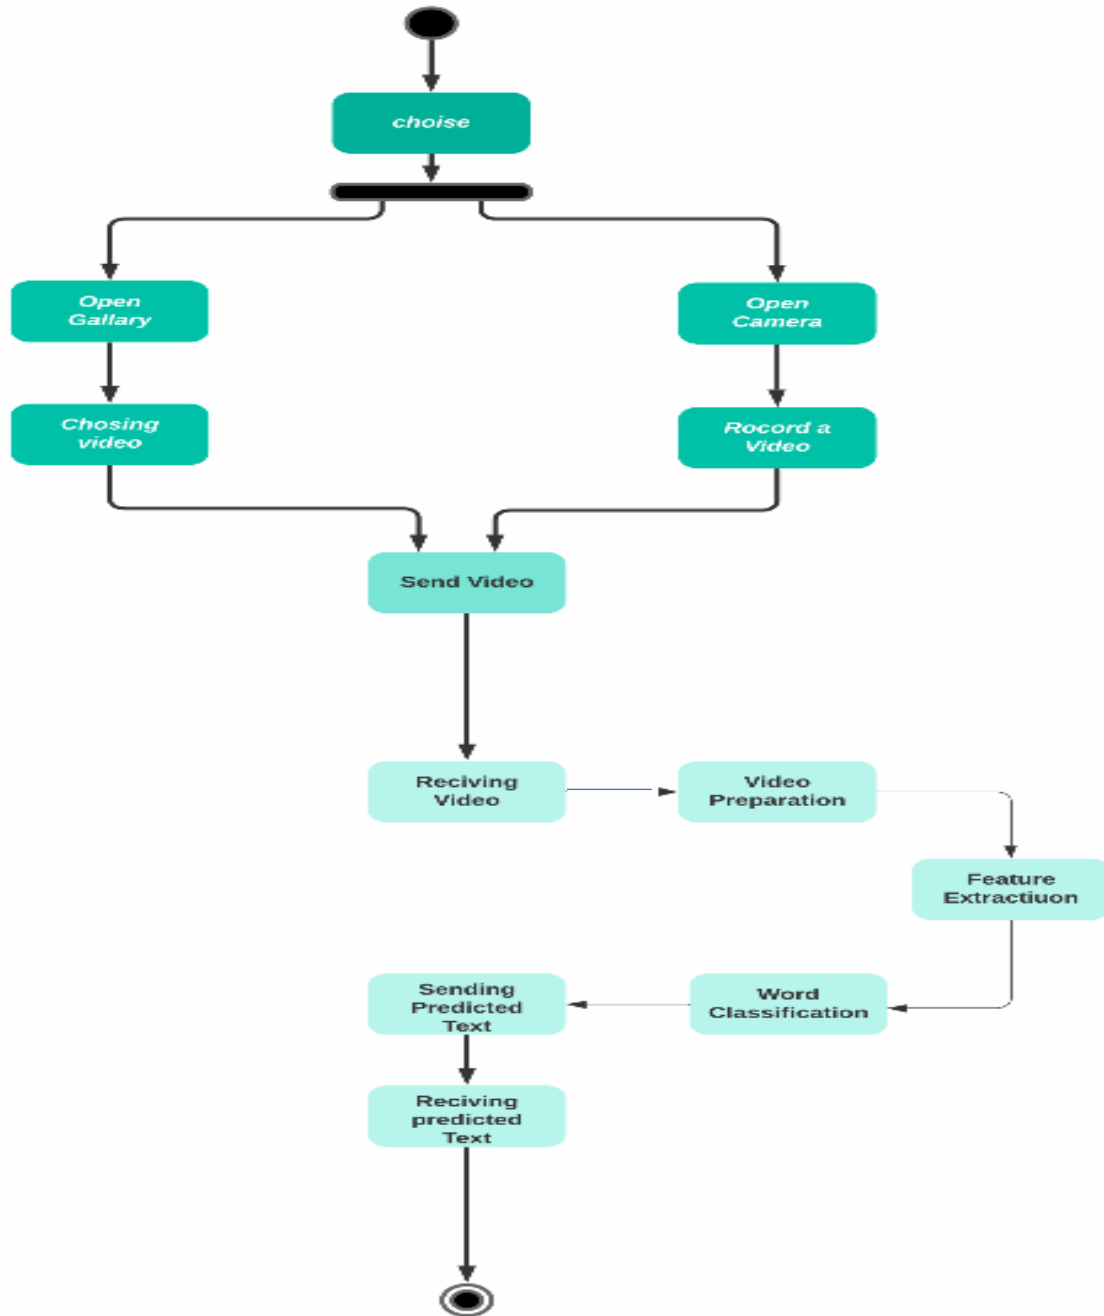 choise
Open
Gallary
Open
Camera
Chosing
video
Rocord a
Video
Send Video
Reciving
Video
Video
Preparation
Feature
Extractiuon
Word
Classification
Sending
Predicted
Text
Reciving
predicted
Text